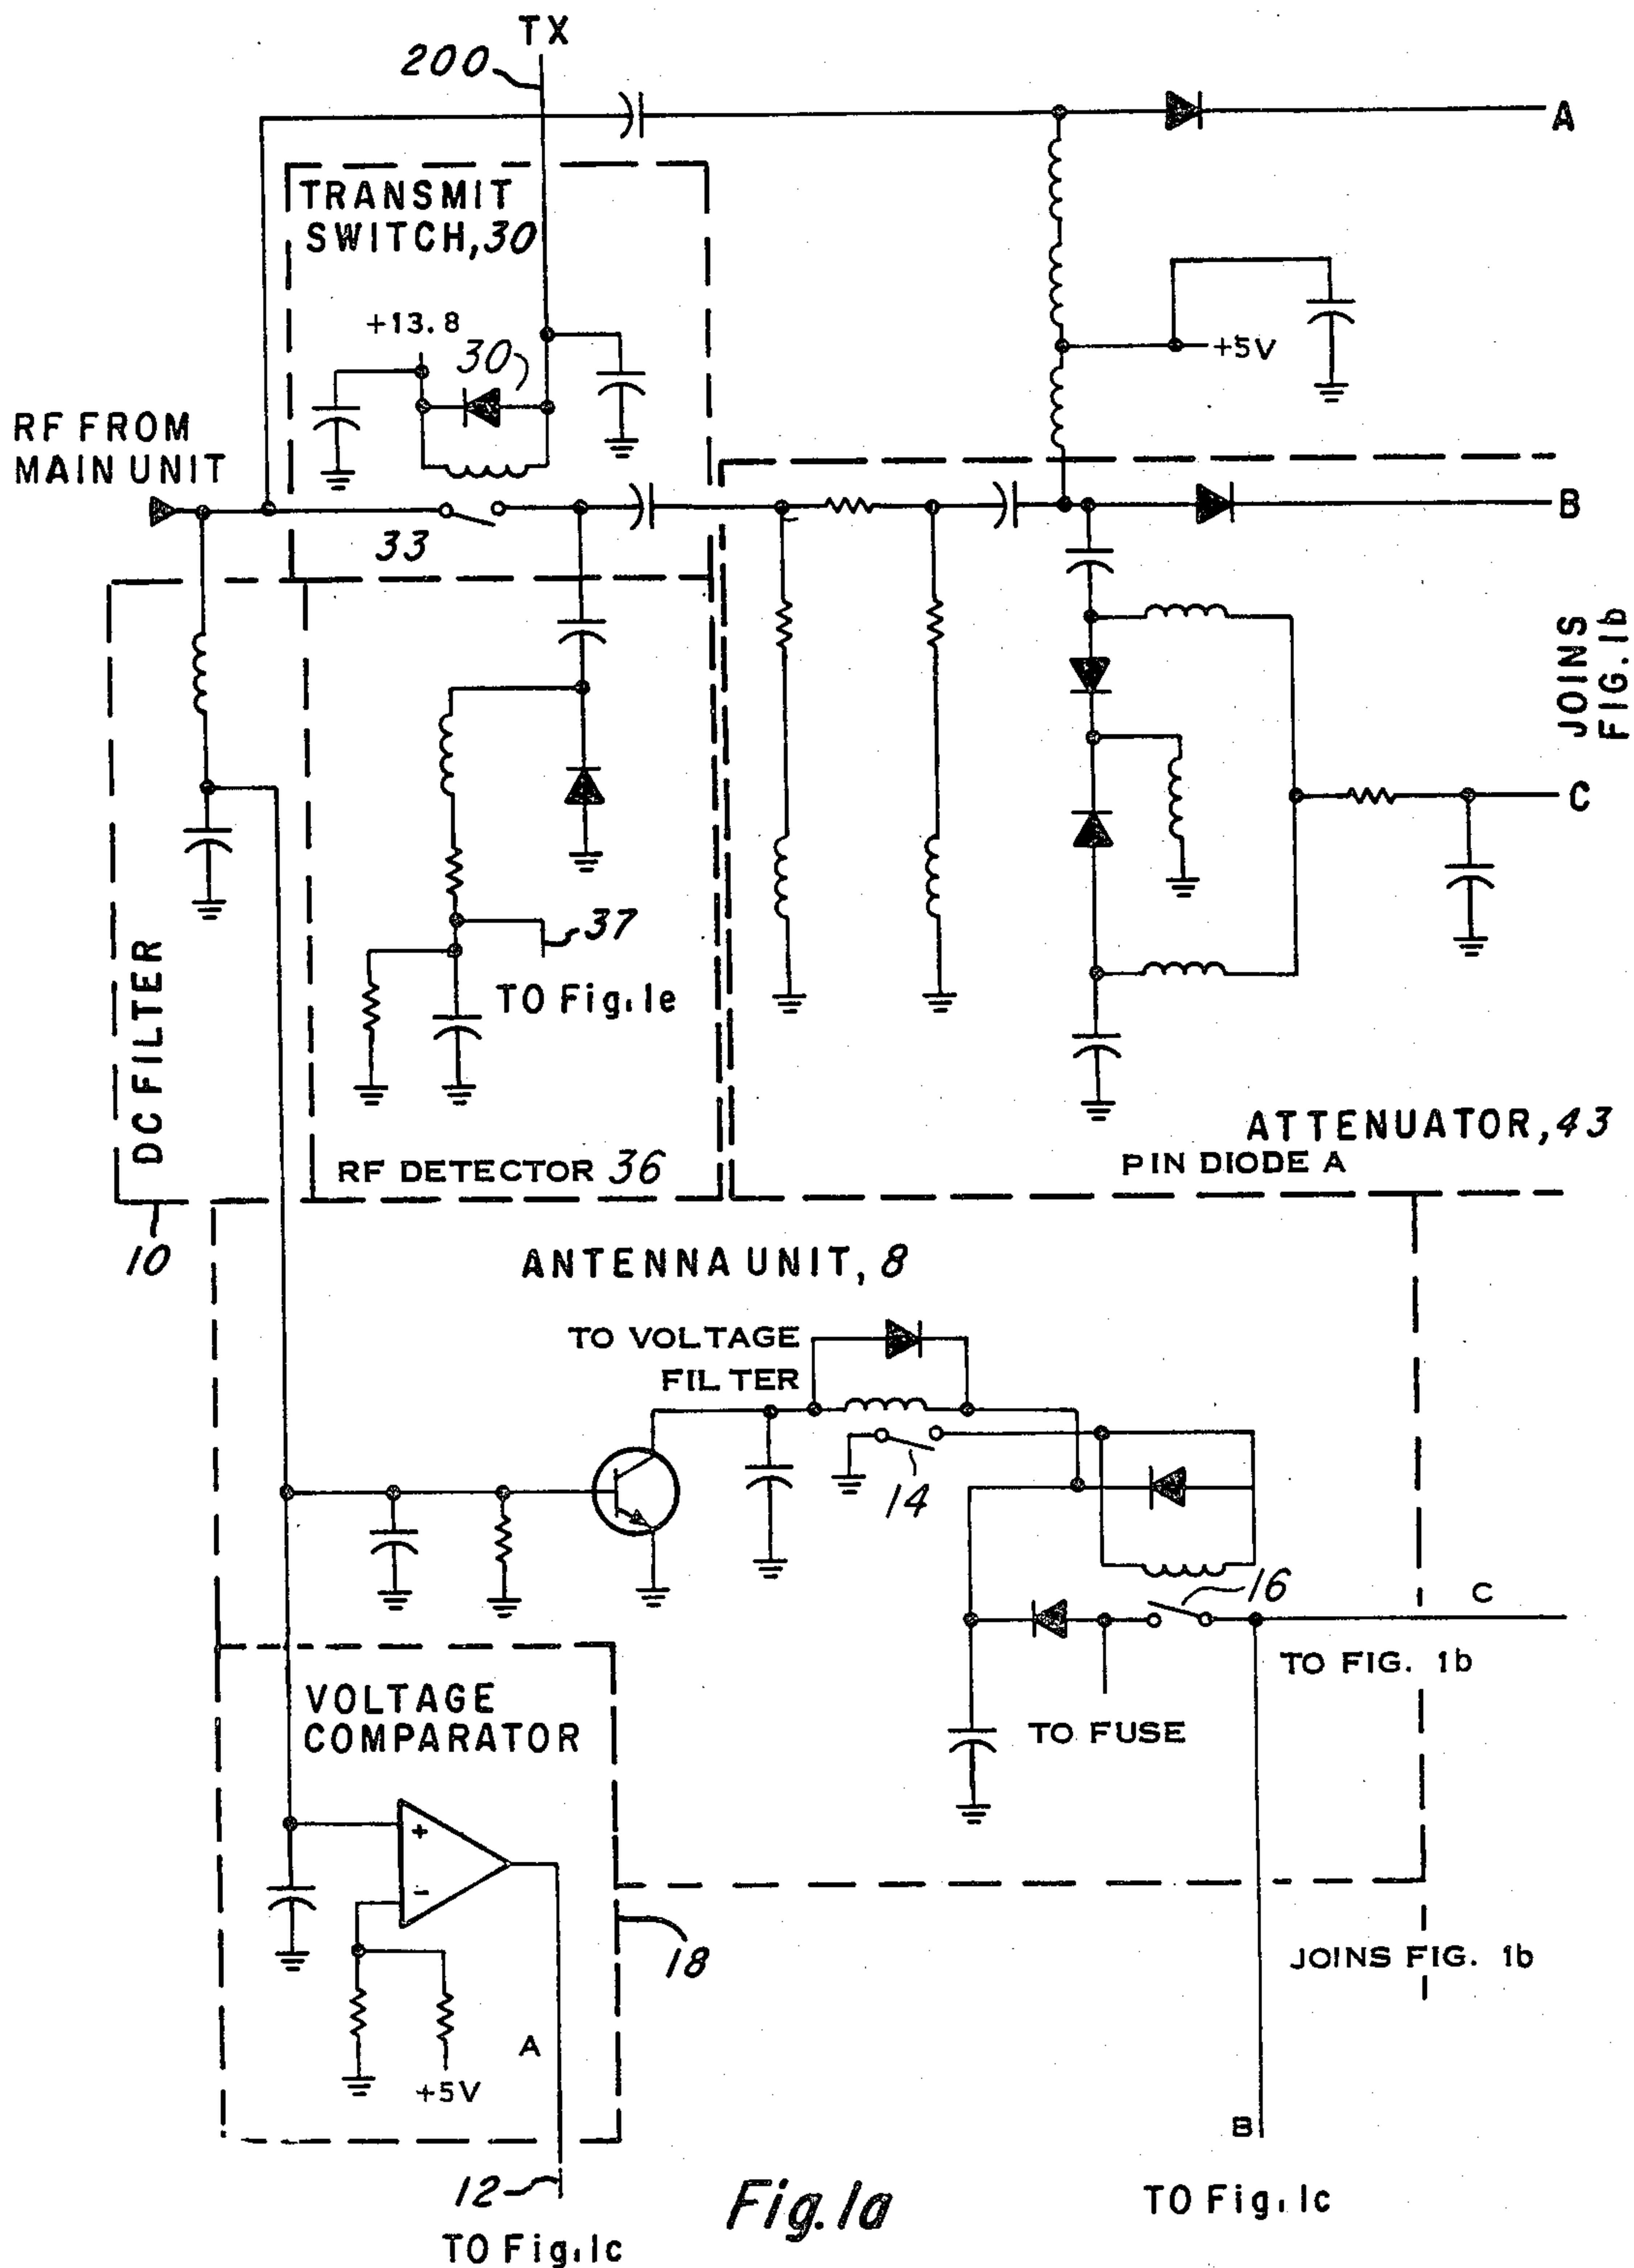 TX
200
A
TRANSMIT
SWITCH, 30
+13.8
30
+5V
RF FROM
MAIN UNIT
B
33
JOINS
FIG. 1b
C
37
TO Fig. 1e
DC FILTER
ATTENUATOR, 43
PIN DIODE A
RF DETECTOR 36
10
ANTENNA UNIT, 8
TO VOLTAGE
FILTER
14
16
C
TO FIG. 1b
VOLTAGE
COMPARATOR
TO FUSE
+
-
18
JOINS FIG. 1b
A
+5V
B
12
Fig. 1a
TO Fig. 1c
TO Fig. 1c